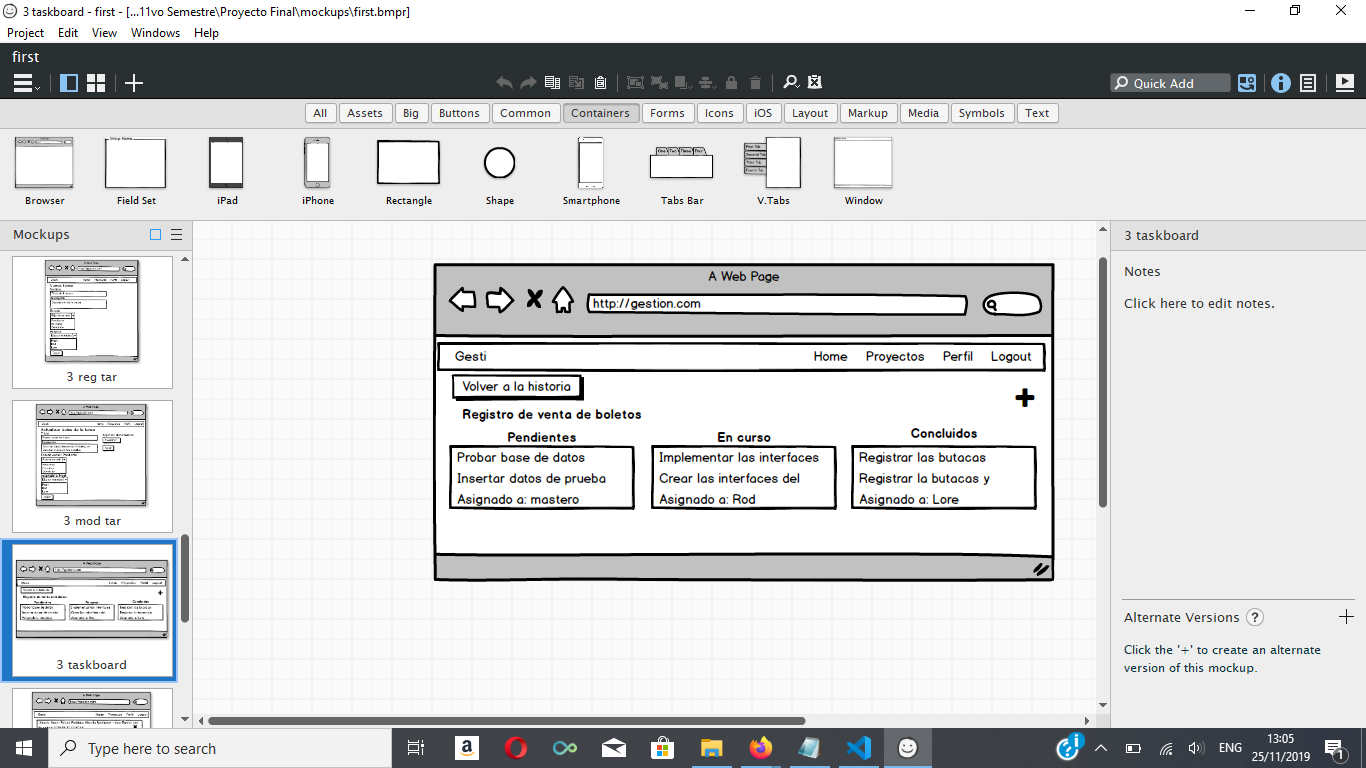 3 taskboard - first - [...11vo Semestre\Proyecto Final\mockups\first.bmpr]
Project Edit View Windows Help
first
Quick Add
All Assets Big Buttons Common Containers Forms Icons iOS Layout Markup Media Symbols Text
Browser Field Set iPad iPhone Rectangle Shape Smartphone Tabs Bar V.Tabs Window
Mockups
3 reg tar
3 mod tar
3 taskboard
A Web Page
http://gestion.com
Gesti Home Proyectos Perfil Logout
Volver a la historia
Registro de venta de boletos
Pendientes
Probar base de datos
Insertar datos de prueba
Asignado a: mastero
En curso
Implementar las interfaces
Crear las interfaces del
Asignado a: Rod
Concluidos
Registrar las butacas
Registrar la butacas y
Asignado a: Lore
3 taskboard
Notes
Click here to edit notes.
Alternate Versions ?
Click the '+' to create an alternate
version of this mockup.
Type here to search
ENG
13:05
25/11/2019
1